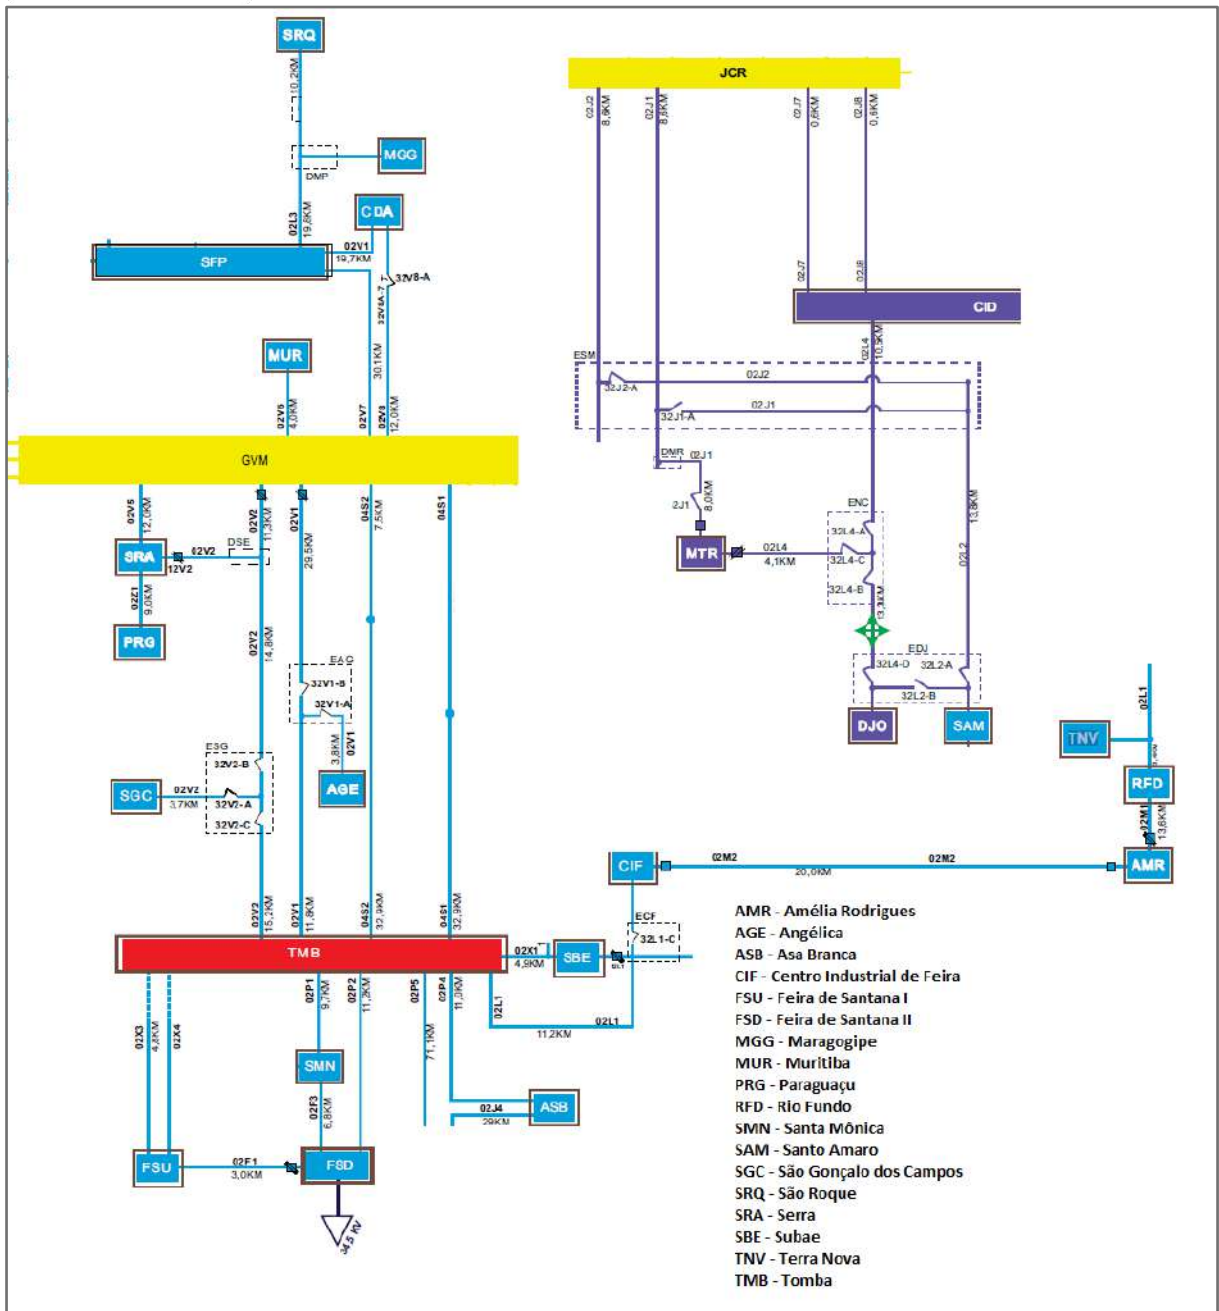 SRQ
10,2KM
MGG
DMP
02L3
19,8KM
CDA
02V1
19,7KM
SFP
32V8-A
32V8A-7
30.1KM
MUR
02V6
4,0KM
02V7
02V8
12,0KM
GVM
02V5
12,0KM
02V2
11,3KM
02V1
29,5KM
04S2
7,5KM
04S1
DSE
SRA
02V2
12V2
02Z1
9,0KM
PRG
02V2
14,8KM
EAG
32V1-B
32V1-A
3,8KM
02V1
AGE
ESG
32V2-B
SGC
02V2
3,7KM
32V2-A
32V2-C
02V2
15,2KM
02V1
11,8KM
04S2
32,9KM
04S1
32,9KM
TMB
02X1
4,9KM
SBE
ECF
32L1-C
CIF
02M2
02M2
20,0KM
AMR
02M1
13,6KM
RFD
TNV
02L1
02X3
4,8KM
02X4
02P1
9,7KM
02P2
11,2KM
02P5
71,1KM
02P4
11,0KM
02L1
02L1
11,2KM
SMN
02F3
6,8KM
02J4
29KM
ASB
FSU
02F1
3,0KM
FSD
34,5 KV
JCR
02J2
8,6KM
02J1
8,6KM
02J7
0,6KM
02J8
0,6KM
02J7
02J8
CID
02L4
10,5KM
ESM
02J2
32J2-A
02J1
32J1-A
DMR
02J1
2J1
8,0KM
MTR
02L4
4,1KM
ENC
32L4-A
32L4-C
32L4-B
13,3KM
13,8KM
02L2
EDJ
32L4-D
32L2-A
32L2-B
DJO
SAM
AMR - Amélia Rodrigues
AGE - Angélica
ASB - Asa Branca
CIF - Centro Industrial de Feira
FSU - Feira de Santana I
FSD - Feira de Santana II
MGG - Maragogipe
MUR - Muritiba
PRG - Paraguaçu
RFD - Rio Fundo
SMN - Santa Mônica
SAM - Santo Amaro
SGC - São Gonçalo dos Campos
SRQ - São Roque
SRA - Serra
SBE - Subae
TNV - Terra Nova
TMB - Tomba